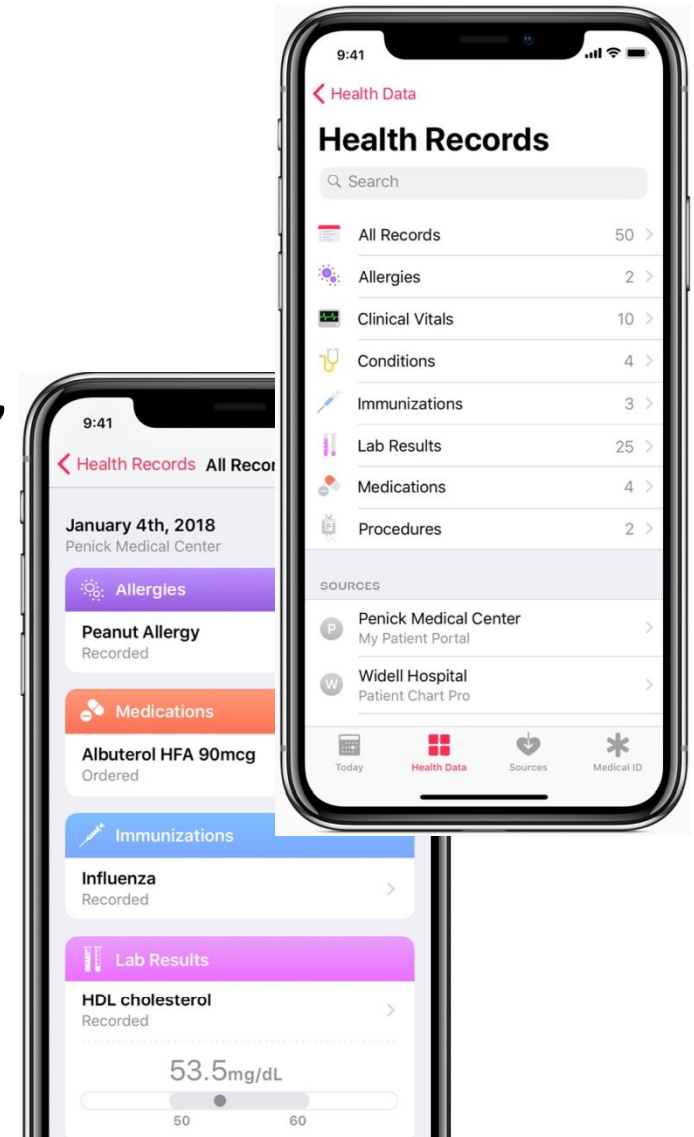 9:41
Health Data
Health Records
Search
All Records 50
Allergies 2
Clinical Vitals 10
Conditions 4
Immunizations 3
Lab Results 25
Medications 4
Procedures 2
SOURCES
P Penick Medical Center
My Patient Portal
W Widell Hospital
Patient Chart Pro
Today Health Data Sources Medical ID
9:41
Health Records All Recor
January 4th, 2018
Penick Medical Center
Allergies
Peanut Allergy
Recorded
Medications
Albuterol HFA 90mcg
Ordered
Immunizations
Influenza
Recorded
Lab Results
HDL cholesterol
Recorded
53.5mg/dL
50 60